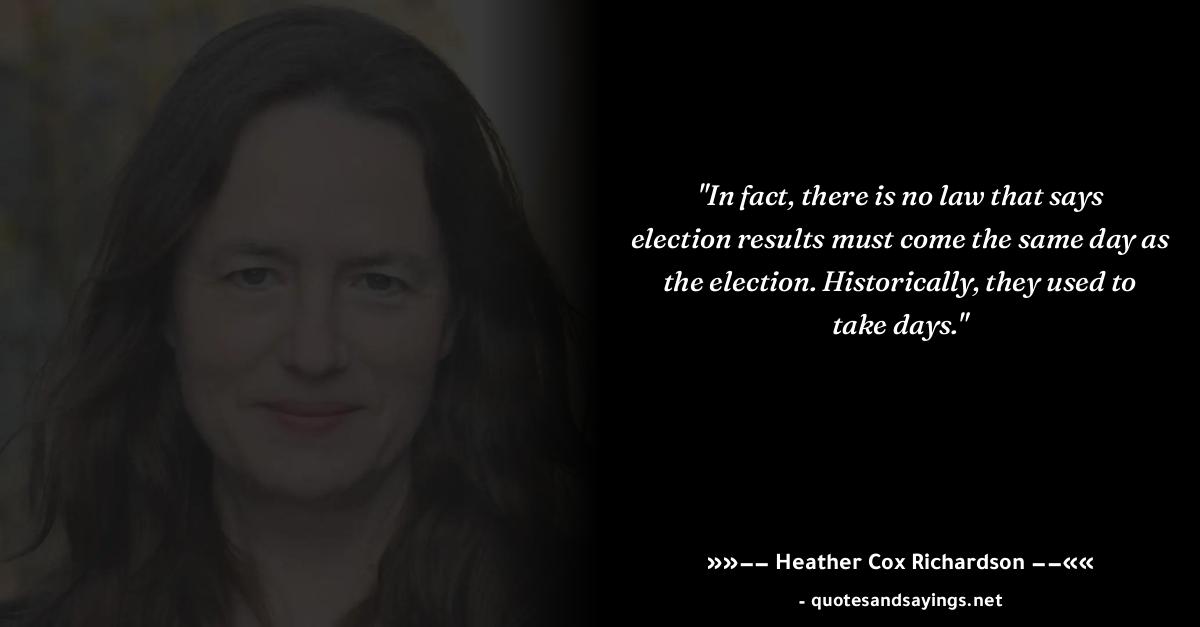 "In fact, there is no law that says
election results must come the same day as
the election. Historically, they used to
take days."
»»−− Heather Cox Richardson −−««
- quotesandsayings.net